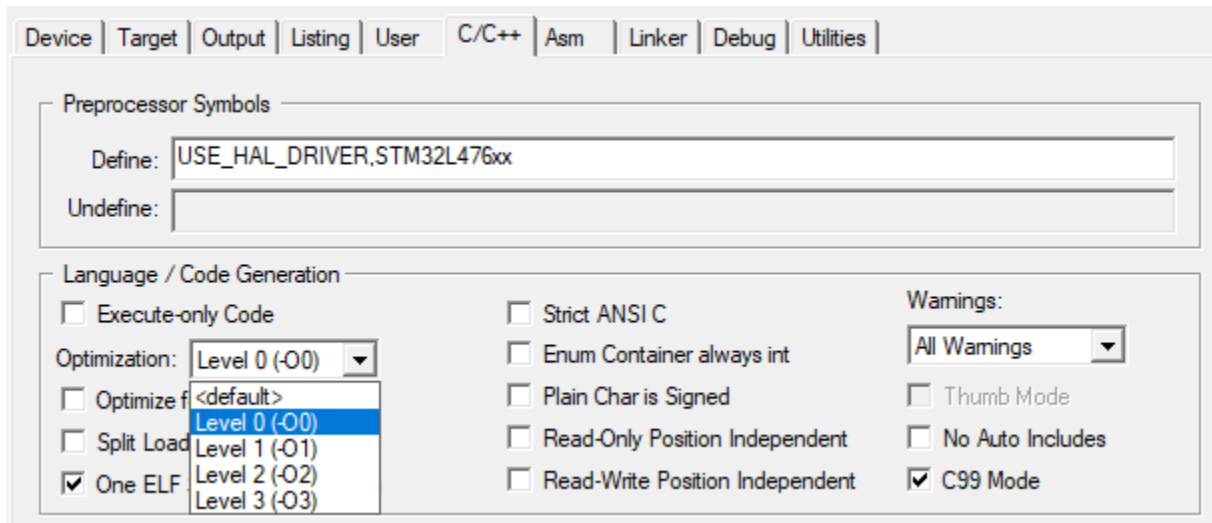 Device Target Output Listing User C/C++ Asm Linker Debug Utilities
Preprocessor Symbols
Define: USE_HAL_DRIVER,STM32L476xx
Undefine:
Language / Code Generation
Execute-only Code
Optimization: Level 0 (-O0)
<default>
Level 0 (-O0)
Level 1 (-O1)
Level 2 (-O2)
Level 3 (-O3)
Optimize f
Split Load
One ELF
Strict ANSI C
Enum Container always int
Plain Char is Signed
Read-Only Position Independent
Read-Write Position Independent
Warnings:
All Warnings
Thumb Mode
No Auto Includes
C99 Mode